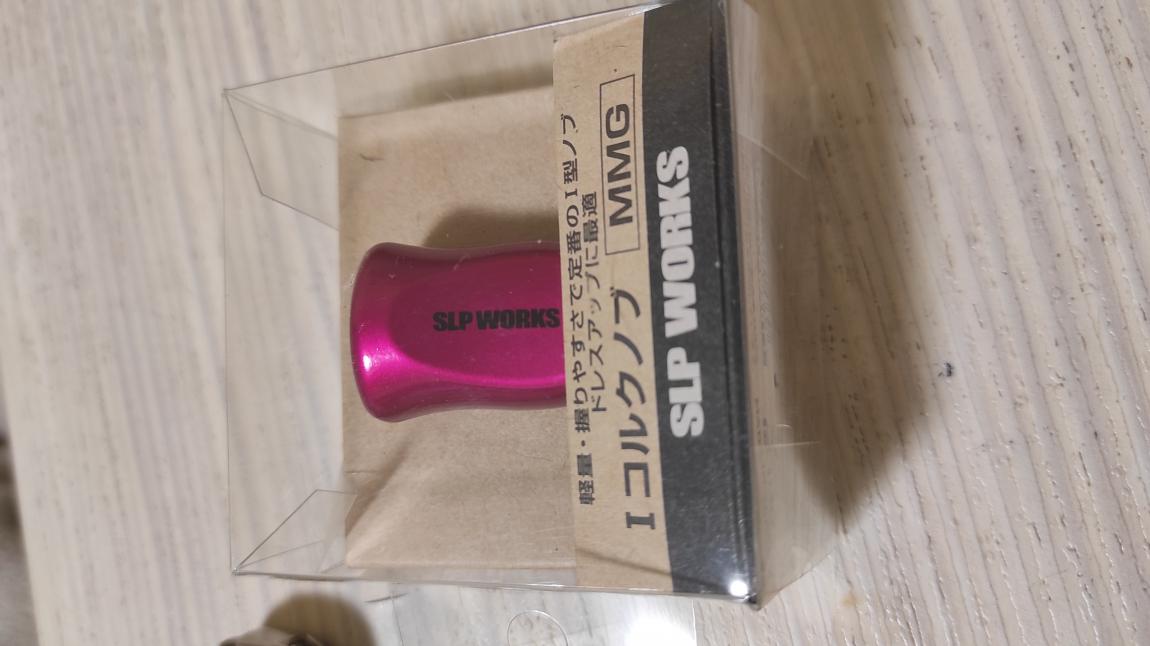 SLP WORKS
軽量・握りやすさで定番のI型ノブ
ドレスアップに最適
Iコルクノブ MMG
SLP WORKS